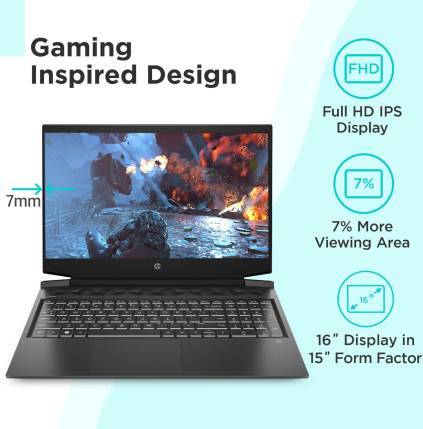 Gaming
Inspired Design
FHD
Full HD IPS
Display
7mm
7%
7% More
Viewing Area
hp
16"
16” Display in
15” Form Factor